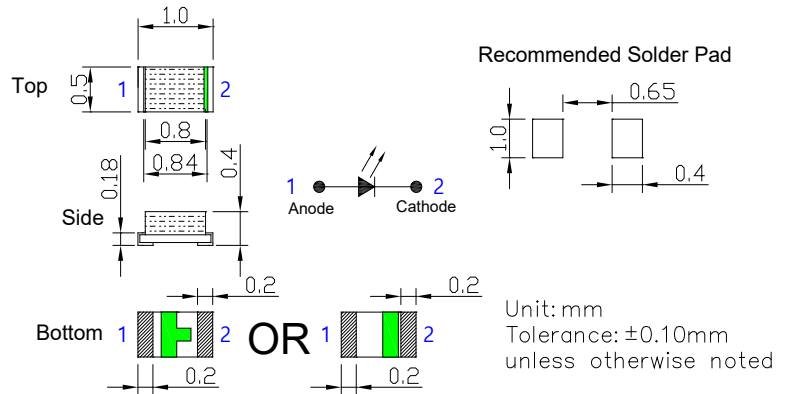 1.0
Recommended Solder Pad
Top
0.5
1
2
0.65
0.8
1.0
0.84
0.4
0.18
0.4
1
2
Anode
Cathode
Side
0.2
0.2
Bottom
1
2
OR
1
2
Unit: mm
Tolerance: ±0.10mm
unless otherwise noted
0.2
0.2